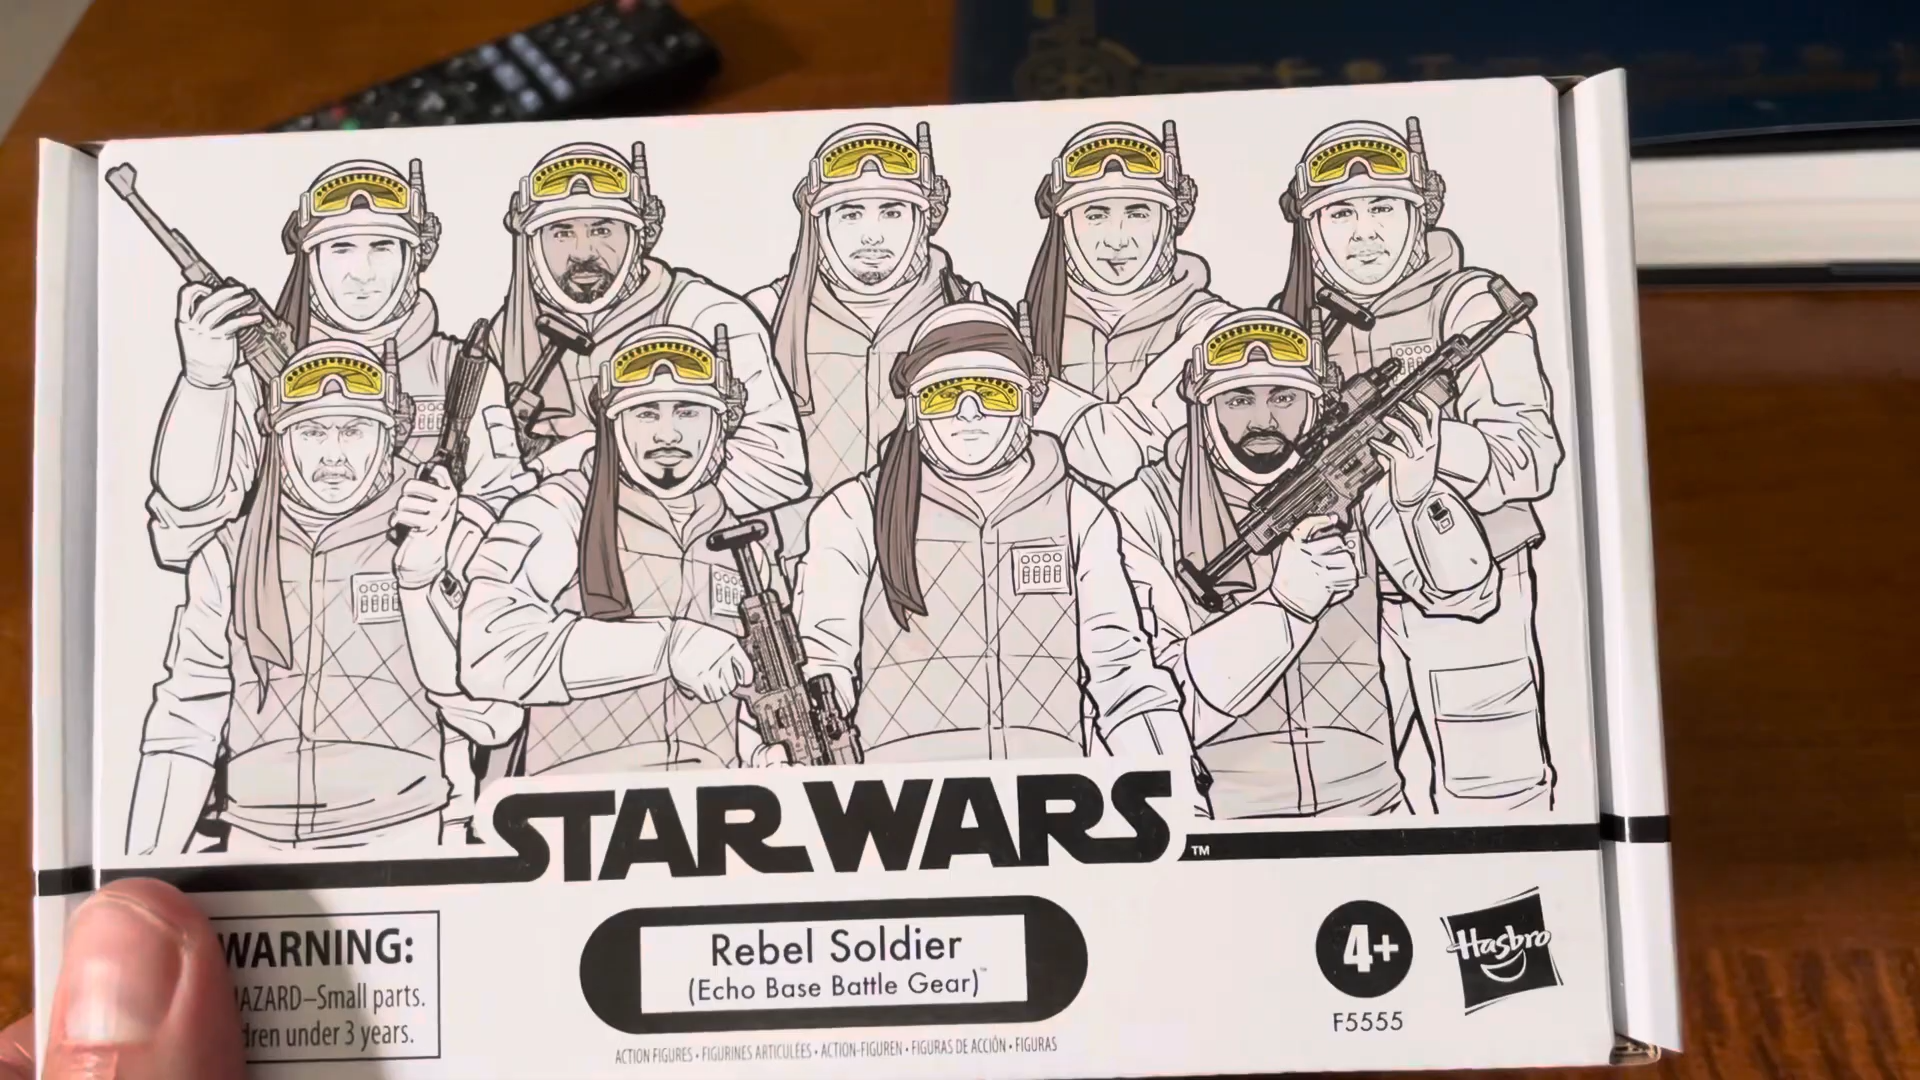 STAR WARS
TM
WARNING:
AZARD–Small parts.
dren under 3 years.
Rebel Soldier
(Echo Base Battle Gear)™
ACTION FIGURES • FIGURINES ARTICULÉES • ACTION-FIGUREN • FIGURAS DE ACCIÓN • FIGURAS
4+
F5555
Hasbro